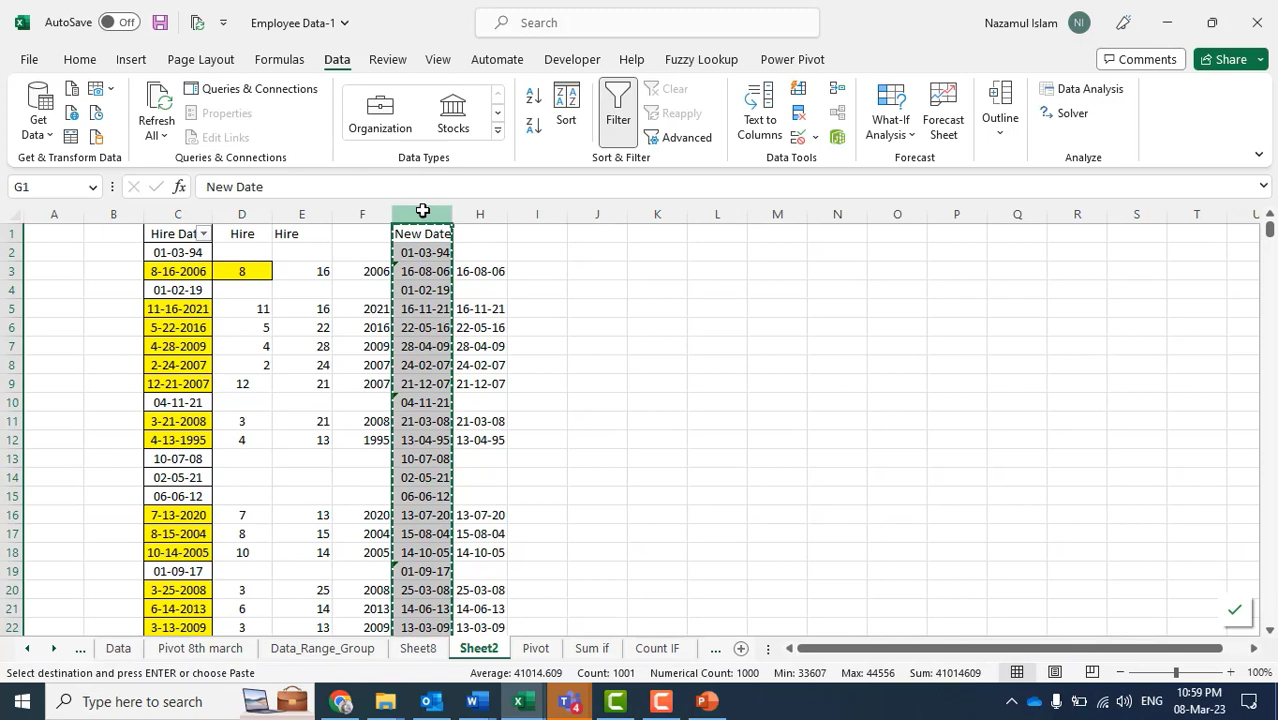 AutoSave Off Employee Data-1 Search Nazamul Islam NI
File Home Insert Page Layout Formulas Data Review View Automate Developer Help Fuzzy Lookup Power Pivot Comments Share
Get Data Refresh All Queries & Connections Properties Edit Links Organization Stocks Sort Filter Clear Reapply Advanced Text to Columns What-If Analysis Forecast Sheet Outline Data Analysis Solver
Get & Transform Data Queries & Connections Data Types Sort & Filter Data Tools Forecast Analyze
G1 fx New Date
A B C D E F H I J K L M N O P Q R S T U
1 Hire Dat Hire Hire New Date
2 01-03-94 01-03-94
3 8-16-2006 8 16 2006 16-08-06 16-08-06
4 01-02-19 01-02-19
5 11-16-2021 11 16 2021 16-11-21 16-11-21
6 5-22-2016 5 22 2016 22-05-16 22-05-16
7 4-28-2009 4 28 2009 28-04-09 28-04-09
8 2-24-2007 2 24 2007 24-02-07 24-02-07
9 12-21-2007 12 21 2007 21-12-07 21-12-07
10 04-11-21 04-11-21
11 3-21-2008 3 21 2008 21-03-08 21-03-08
12 4-13-1995 4 13 1995 13-04-95 13-04-95
13 10-07-08 10-07-08
14 02-05-21 02-05-21
15 06-06-12 06-06-12
16 7-13-2020 7 13 2020 13-07-20 13-07-20
17 8-15-2004 8 15 2004 15-08-04 15-08-04
18 10-14-2005 10 14 2005 14-10-05 14-10-05
19 01-09-17 01-09-17
20 3-25-2008 3 25 2008 25-03-08 25-03-08
21 6-14-2013 6 14 2013 14-06-13 14-06-13
22 3-13-2009 3 13 2009 13-03-09 13-03-09
... Data Pivot 8th march Data_Range_Group Sheet8 Sheet2 Pivot Sum if Count IF ...
Select destination and press ENTER or choose Paste Average: 41014.609 Count: 1001 Numerical Count: 1000 Min: 33607 Max: 44556 Sum: 41014609 100%
Type here to search 4 ENG 10:59 PM
08-Mar-23